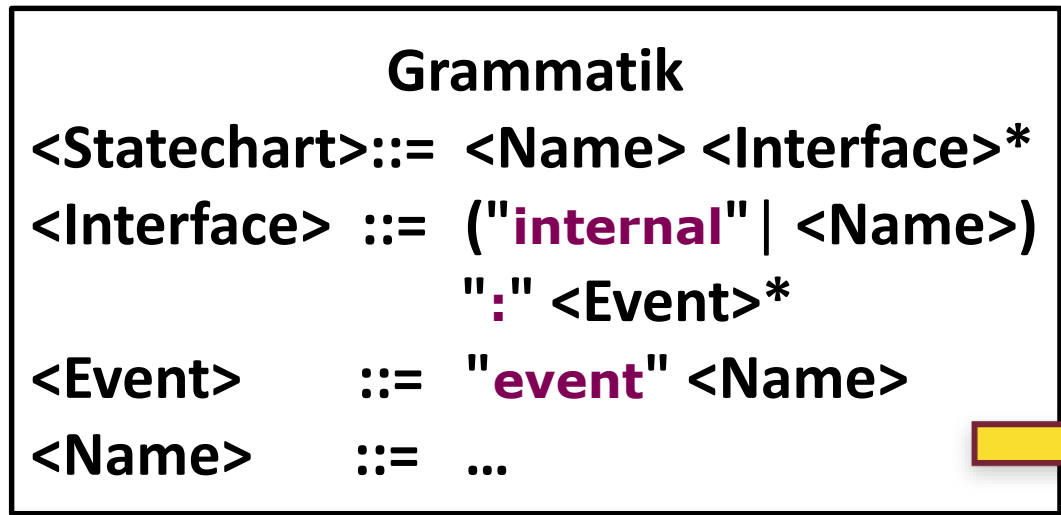 Grammatik
<Statechart>::= <Name> <Interface>*
<Interface> ::= ("internal"| <Name>)
":" <Event>*
<Event> ::= "event" <Name>
<Name> ::= ...